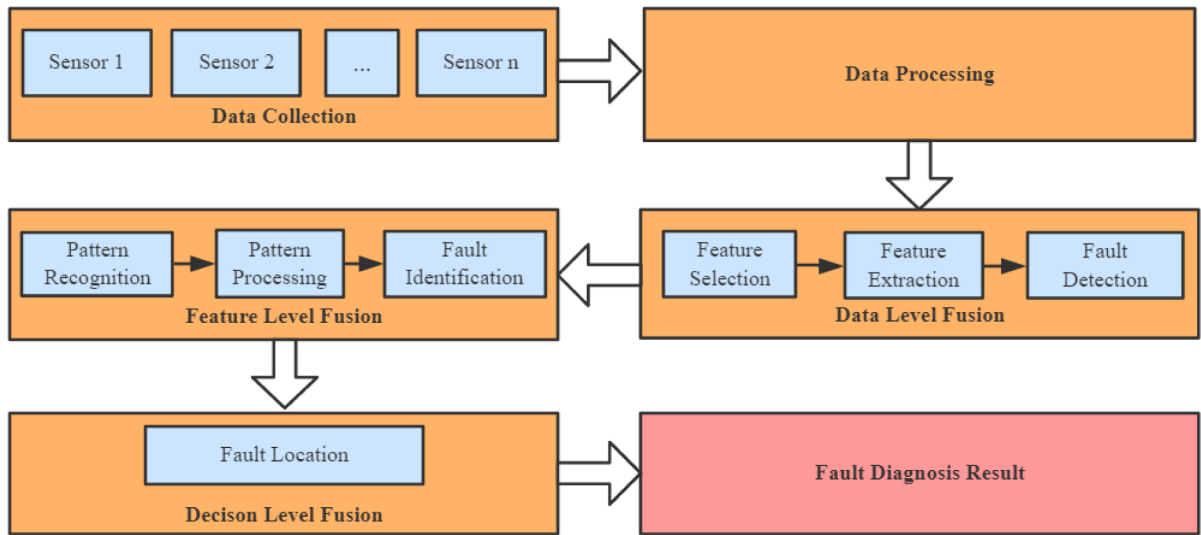 Sensor 1
Sensor 2
...
Sensor n
Data Collection
Data Processing
Pattern
Recognition
Pattern
Processing
Fault
Identification
Feature Level Fusion
Feature
Selection
Feature
Extraction
Fault
Detection
Data Level Fusion
Fault Location
Decison Level Fusion
Fault Diagnosis Result